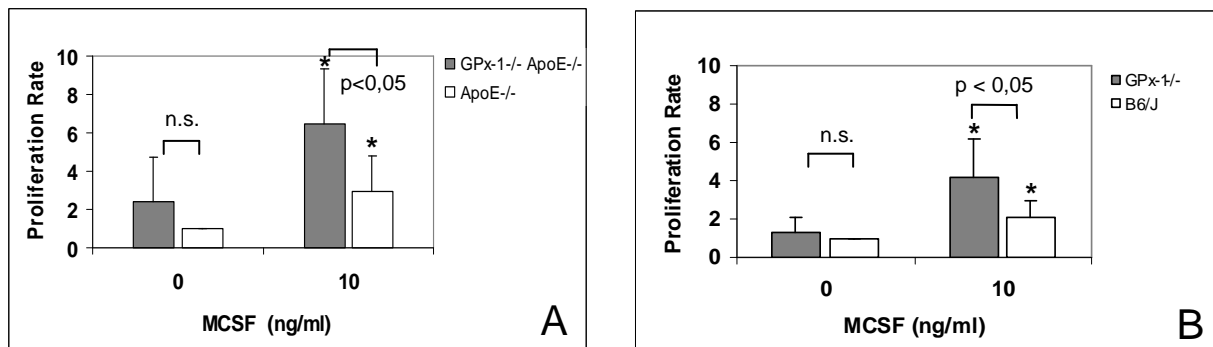 10
8
6
4
2
0
Proliferation Rate
n.s.
*
p<0,05
*
GPx-1-/- ApoE-/-
ApoE-/-
0
10
MCSF (ng/ml)
A
10
8
6
4
2
0
Proliferation Rate
n.s.
p < 0,05
*
*
GPx-1-/-
B6/J
0
10
MCSF (ng/ml)
B